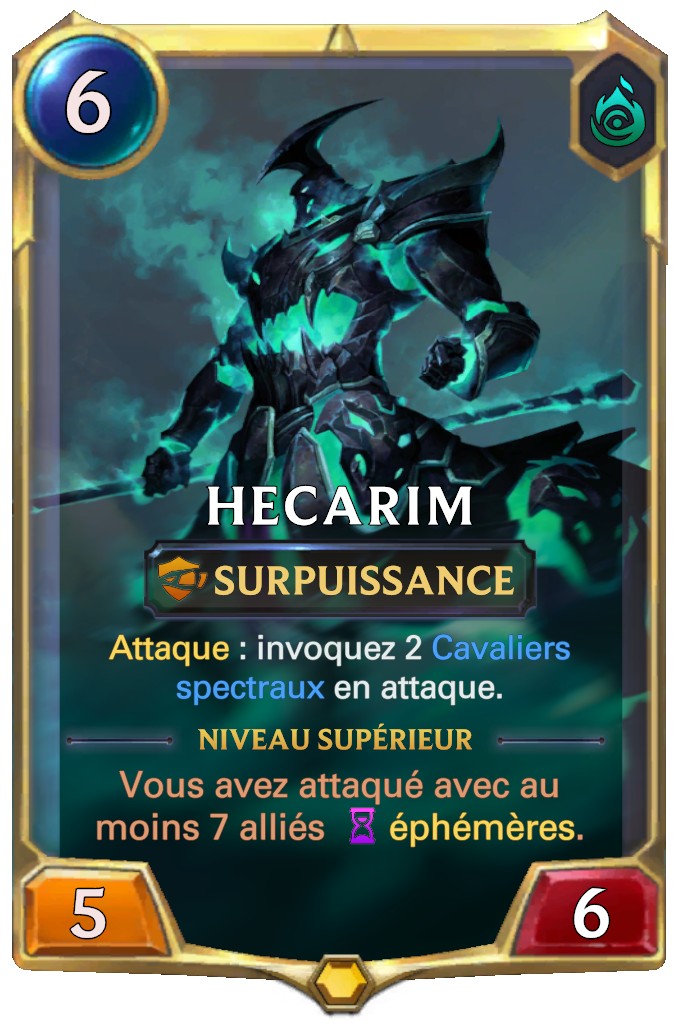 6
HECARIM
SURPUISSANCE
Attaque : invoquez 2 Cavaliers
spectraux en attaque.
NIVEAU SUPÉRIEUR
Vous avez attaqué avec au
moins 7 alliés éphémères.
5
6